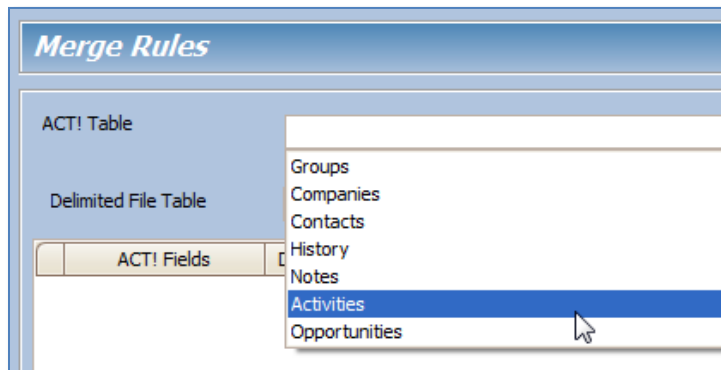 Merge Rules
ACT! Table
Groups
Companies
Delimited File Table
Contacts
History
ACT! Fields
Notes
Activities
Opportunities